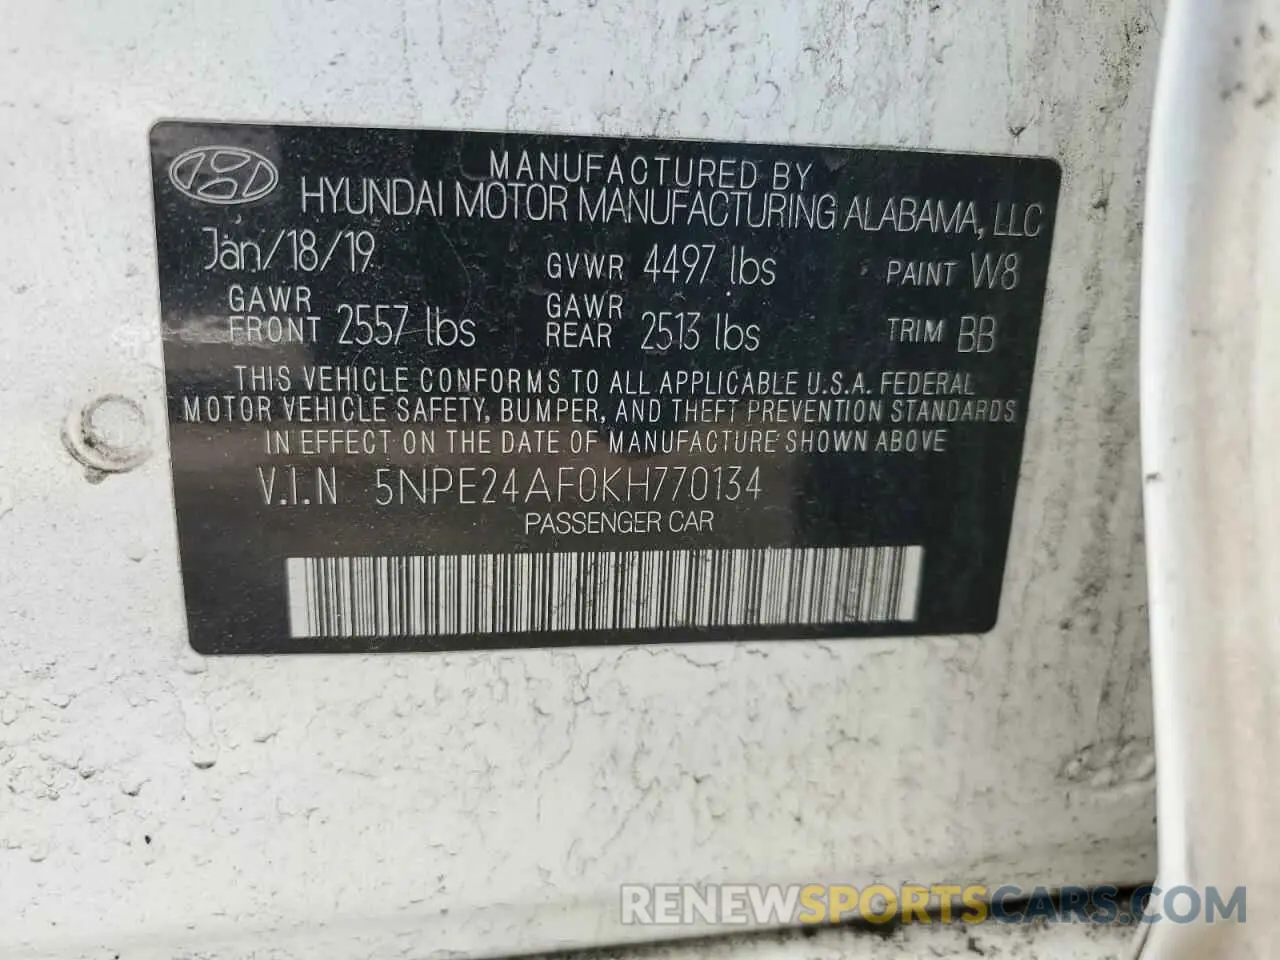 MANUFACTURED BY
HYUNDAI MOTOR MANUFACTURING ALABAMA, LLC
Jan/18/19 GVWR 4497 lbs PAINT W8
GAWR FRONT 2557 lbs GAWR REAR 2513 lbs TRIM BB
THIS VEHICLE CONFORMS TO ALL APPLICABLE U.S.A. FEDERAL
MOTOR VEHICLE SAFETY, BUMPER, AND THEFT PREVENTION STANDARDS
IN EFFECT ON THE DATE OF MANUFACTURE SHOWN ABOVE
V.I.N 5NPE24AF0KH770134
PASSENGER CAR
RENEWSPORTSCARS.COM